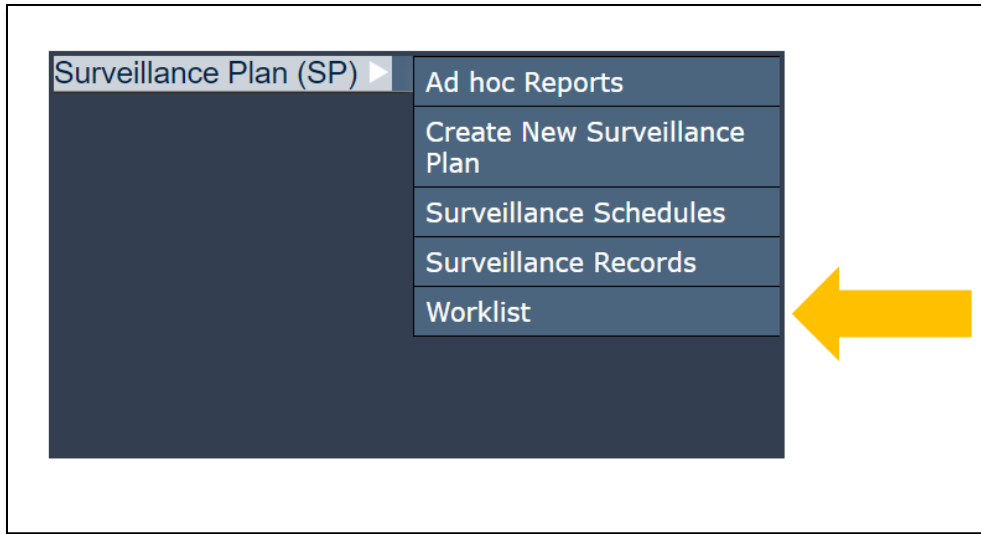 Surveillance Plan (SP)
Ad hoc Reports
Create New Surveillance
Plan
Surveillance Schedules
Surveillance Records
Worklist